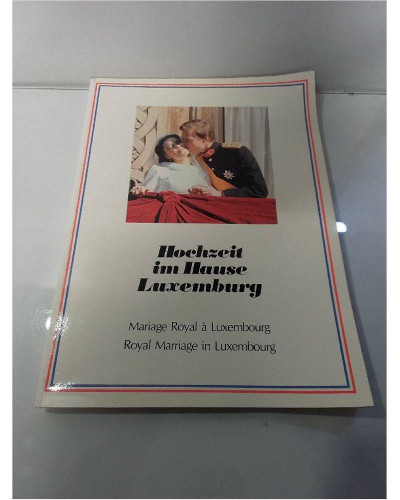 Hochzeit
im Hause
Luxemburg
Mariage Royal à Luxembourg
Royal Marriage in Luxembourg